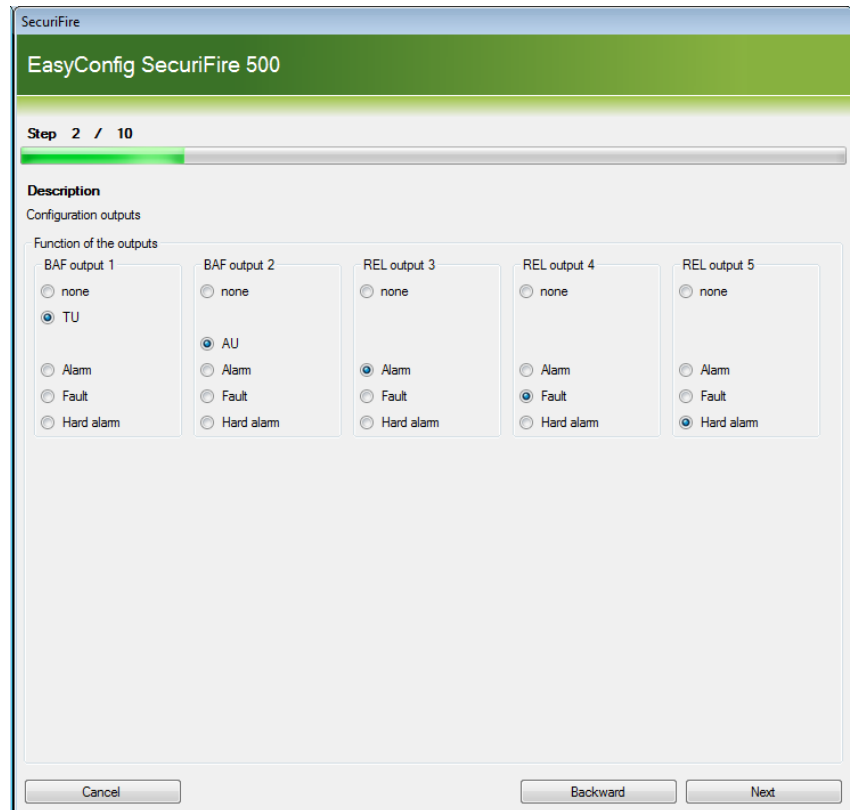 SecuriFire
EasyConfig SecuriFire 500
Step 2 / 10
Description
Configuration outputs
Function of the outputs
BAF output 1 BAF output 2 REL output 3 REL output 4 REL output 5
none none none none none
TU
AU
Alarm Alarm Alarm Alarm Alarm
Fault Fault Fault Fault Fault
Hard alarm Hard alarm Hard alarm Hard alarm Hard alarm
Cancel Backward Next